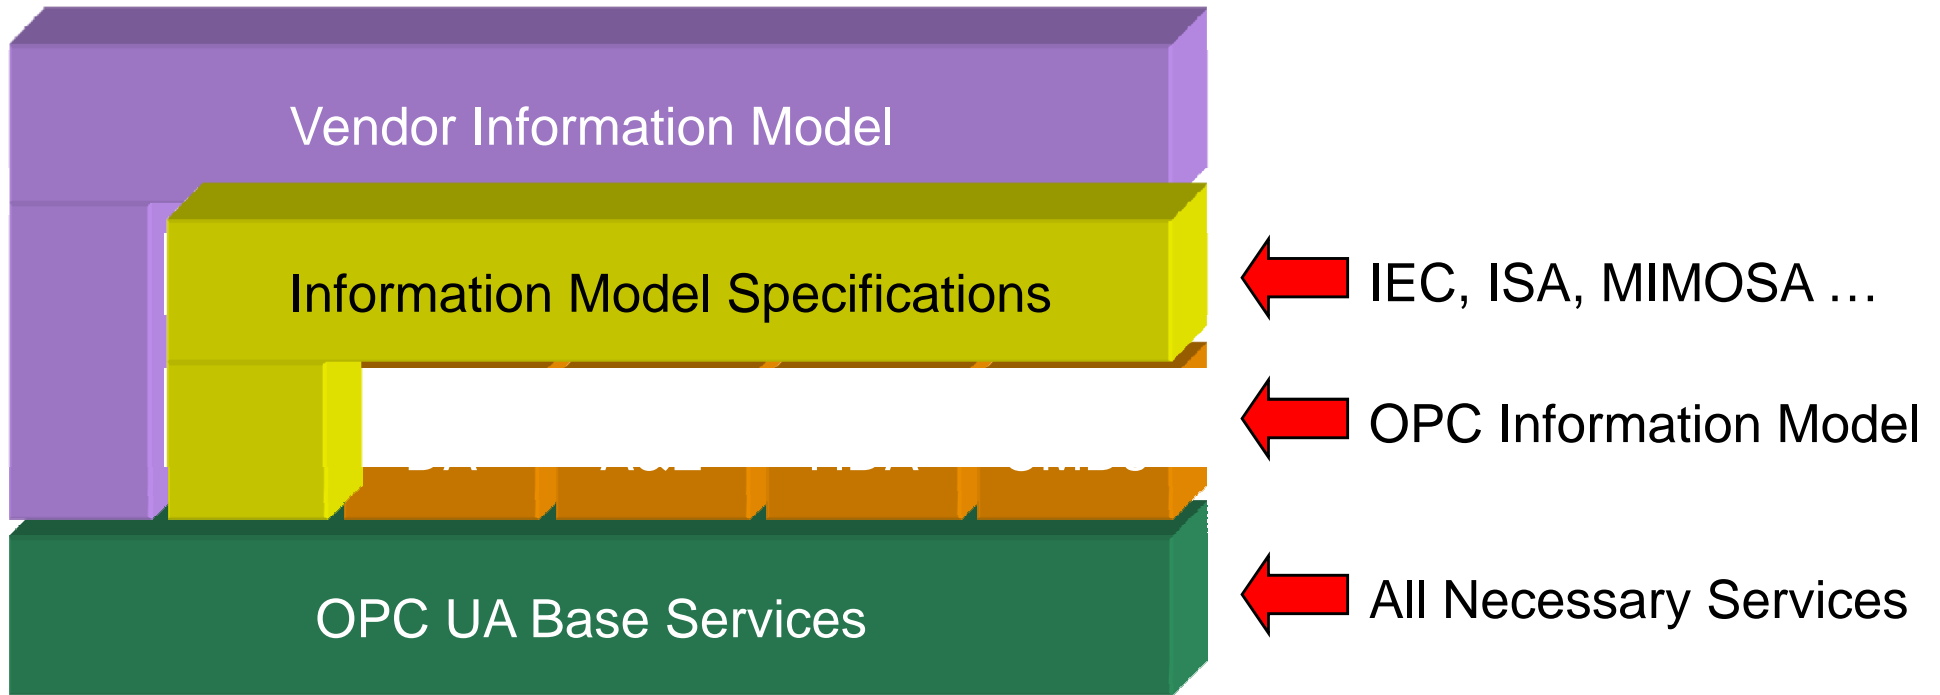 Vendor Information Model
Information Model Specifications
IEC, ISA, MIMOSA …
OPC Information Model
OPC UA Base Services
All Necessary Services